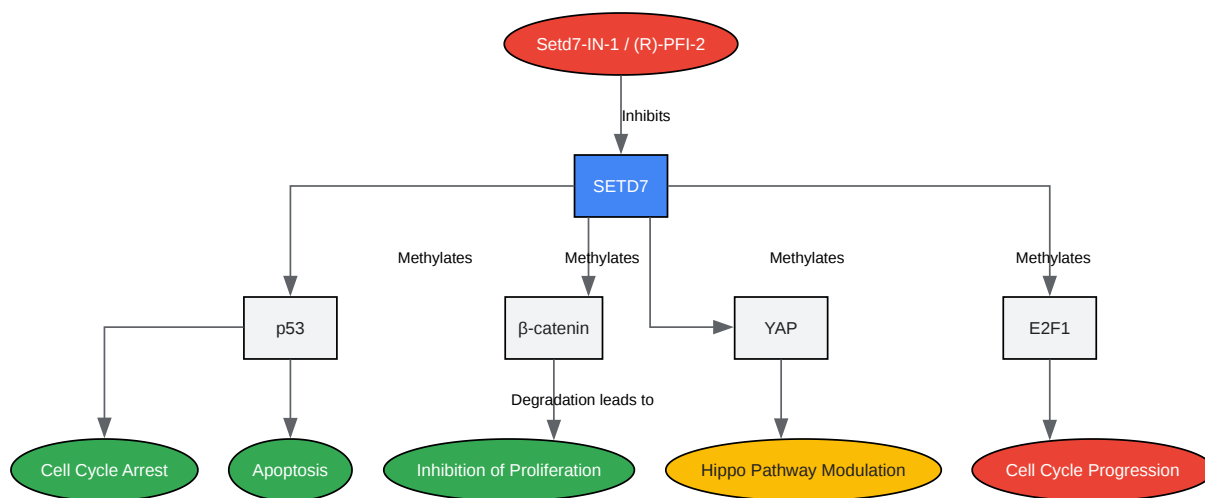 Setd7-IN-1 / (R)-PFI-2
Inhibits
SETD7
Methylates
Methylates
Methylates
Methylates
p53
β-catenin
YAP
E2F1
Degradation leads to
Cell Cycle Arrest
Apoptosis
Inhibition of Proliferation
Hippo Pathway Modulation
Cell Cycle Progression